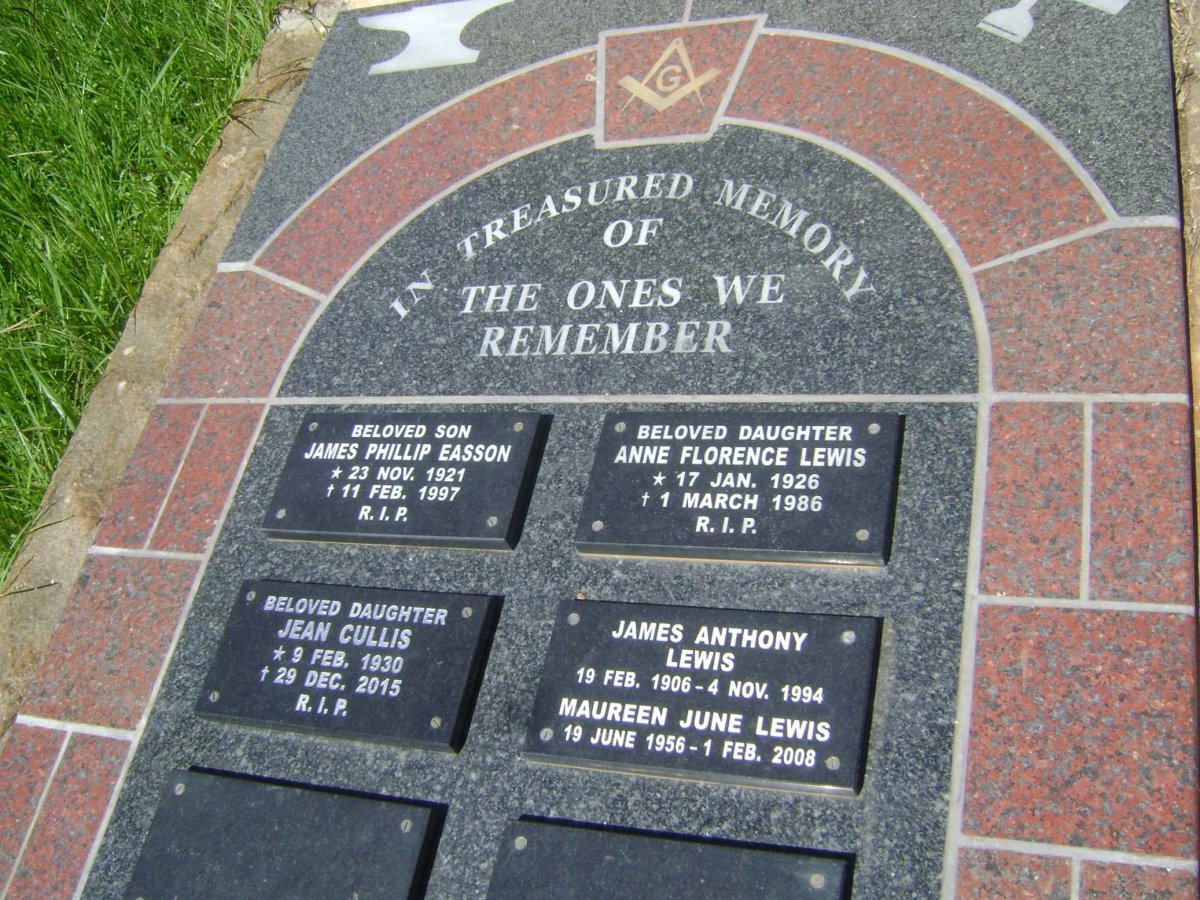 G
IN TREASURED MEMORY
OF
THE ONES WE
REMEMBER
BELOVED SON
JAMES PHILLIP EASSON
★ 23 NOV. 1921
† 11 FEB. 1997
R. I. P.
BELOVED DAUGHTER
ANNE FLORENCE LEWIS
★ 17 JAN. 1926
† 1 MARCH 1986
R. I. P.
BELOVED DAUGHTER
JEAN CULLIS
★ 9 FEB. 1930
† 29 DEC. 2015
R. I. P.
JAMES ANTHONY
LEWIS
19 FEB. 1906 – 4 NOV. 1994
MAUREEN JUNE LEWIS
19 JUNE 1956 – 1 FEB. 2008